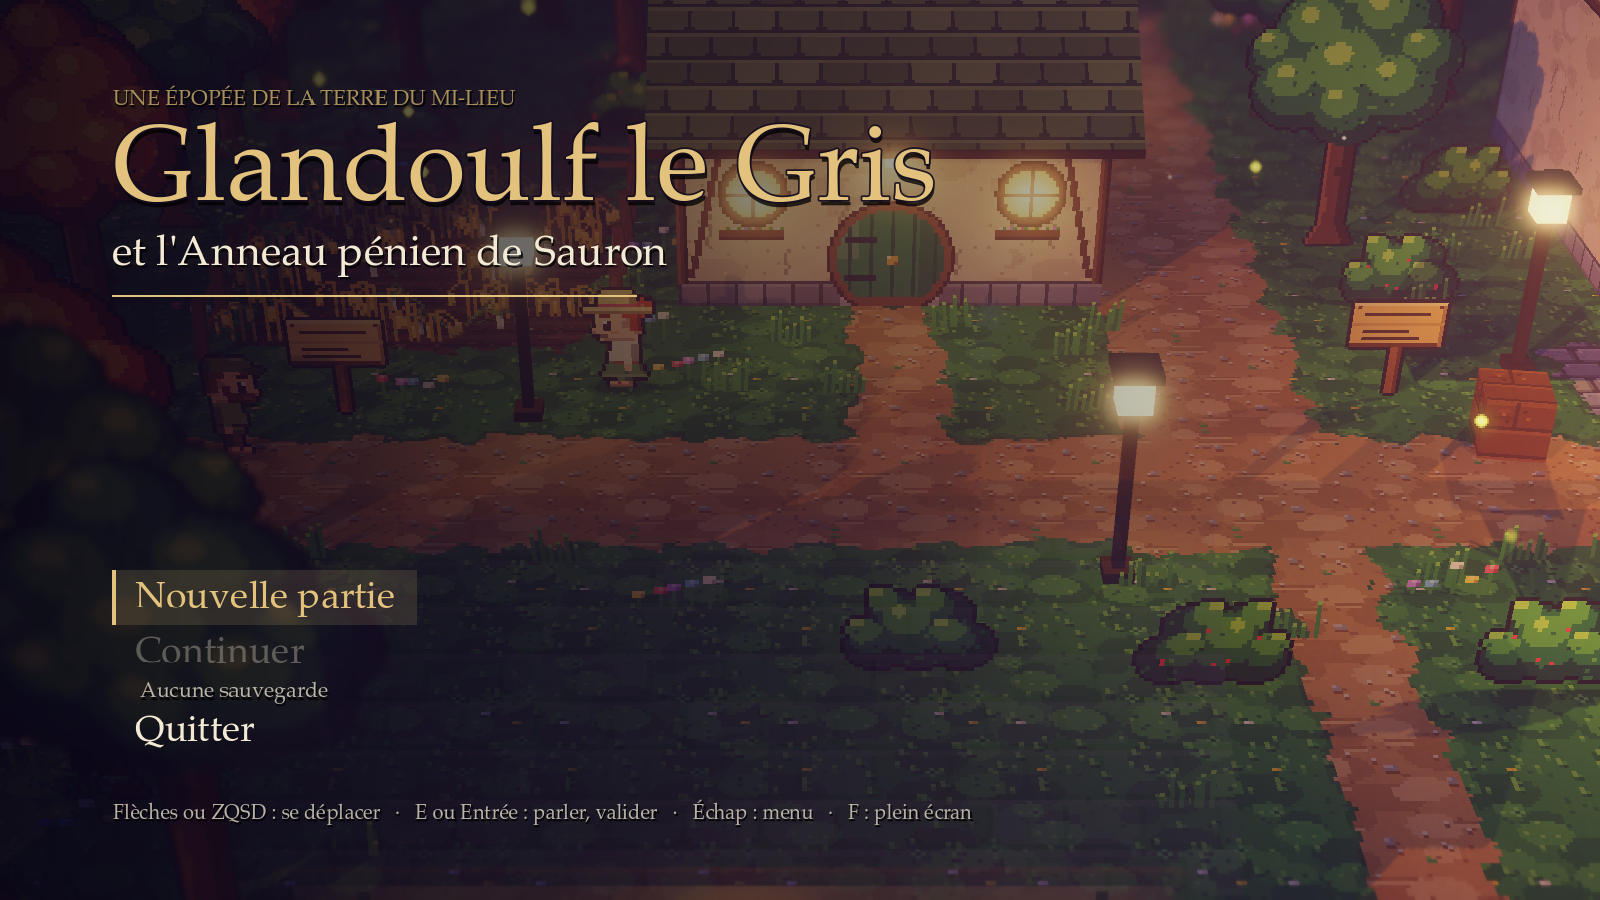 UNE ÉPOPÉE DE LA TERRE DU MI-LIEU
Glandoulf le Gris
et l'Anneau pénien de Sauron
Nouvelle partie
Continuer
Aucune sauvegarde
Quitter
Flèches ou ZQSD : se déplacer · E ou Entrée : parler, valider · Échap : menu · F : plein écran